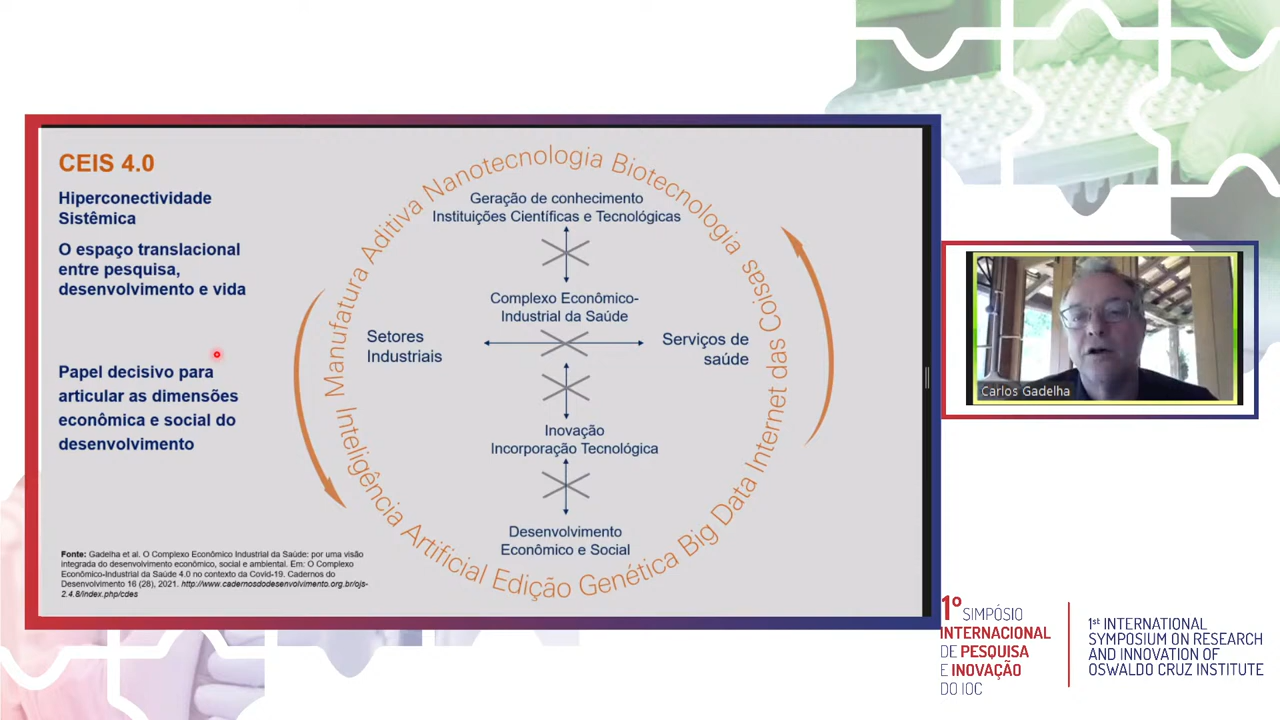 CEIS 4.0
Hiperconectividade
Sistêmica
O espaço translacional
entre pesquisa,
desenvolvimento e vida
Papel decisivo para
articular as dimensões
econômica e social do
desenvolvimento
Fonte: Gadelha et al. O Complexo Econômico Industrial da Saúde: por uma visão
integrada do desenvolvimento econômico, social e ambiental. Em: O Complexo
Econômico-Industrial da Saúde 4.0 no contexto da Covid-19. Cadernos do
Desenvolvimento 16 (28), 2021. http://www.cadernosdodesenvolvimento.org.br/ojs-
2.4.8/index.php/cdes
Inteligência Artificial Edição Genética Big Data Internet das Coisas
Manufatura Aditiva Nanotecnologia Biotecnologia
Geração de conhecimento
Instituições Científicas e Tecnológicas
Complexo Econômico-
Industrial da Saúde
Setores
Industriais
Serviços de
saúde
Inovação
Incorporação Tecnológica
Desenvolvimento
Econômico e Social
Carlos Gadelha
1º SIMPÓSIO
INTERNACIONAL
DE PESQUISA
E INOVAÇÃO
DO IOC
1st INTERNATIONAL
SYMPOSIUM ON RESEARCH
AND INNOVATION OF
OSWALDO CRUZ INSTITUTE